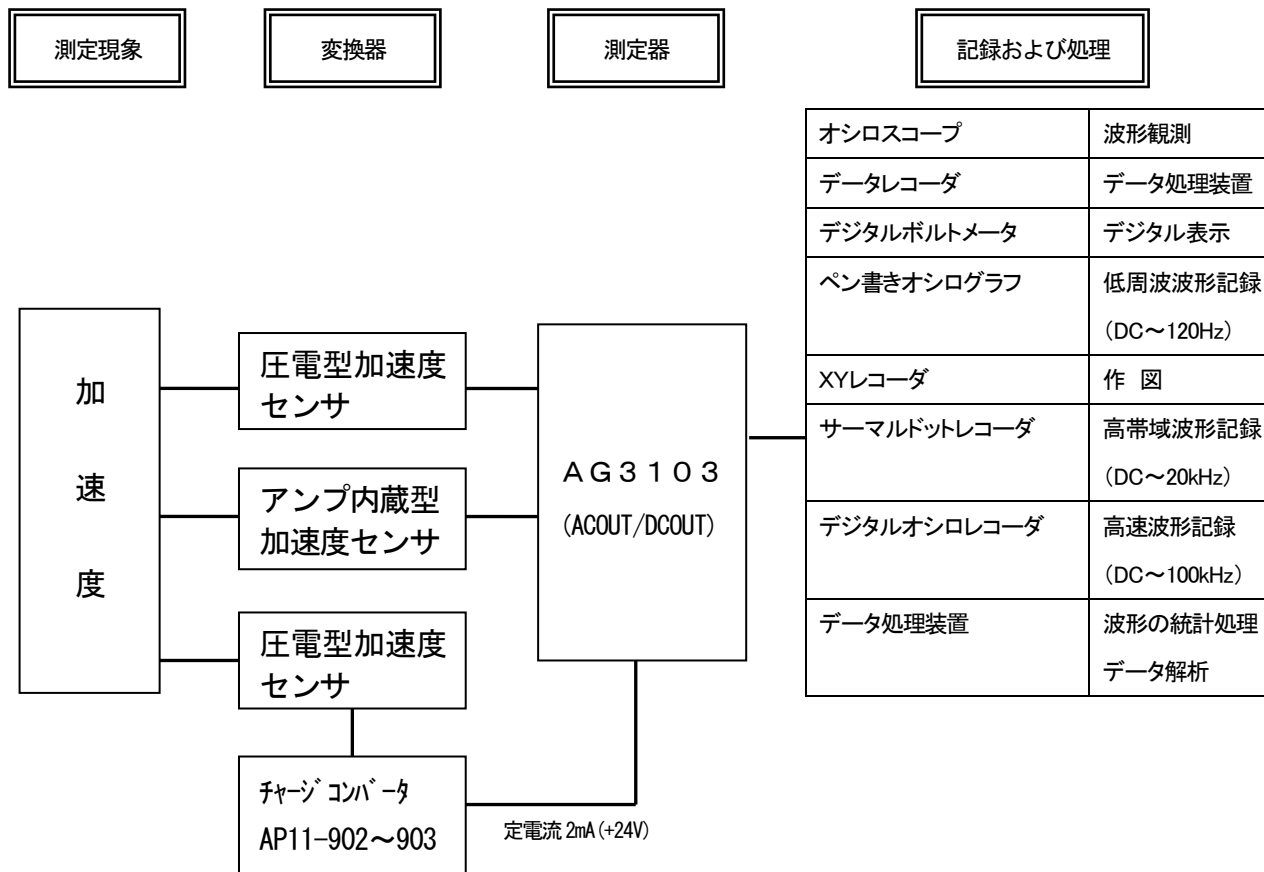 測定現象
変換器
測定器
記録および処理
加
速
度
圧電型加速度
センサ
アンプ内蔵型
加速度センサ
圧電型加速度
センサ
ﾁｬｰｼﾞｺﾝﾊﾞｰﾀ
AP11-902～903
定電流 2mA(+24V)
ＡＧ３１０３
(ACOUT/DCOUT)
オシロスコープ 波形観測
データレコーダ データ処理装置
デジタルボルトメータ デジタル表示
ペン書きオシログラフ 低周波波形記録
(DC～120Hz)
XYレコーダ 作 図
サーマルドットレコーダ 高帯域波形記録
(DC～20kHz)
デジタルオシロレコーダ 高速波形記録
(DC～100kHz)
データ処理装置 波形の統計処理
データ解析